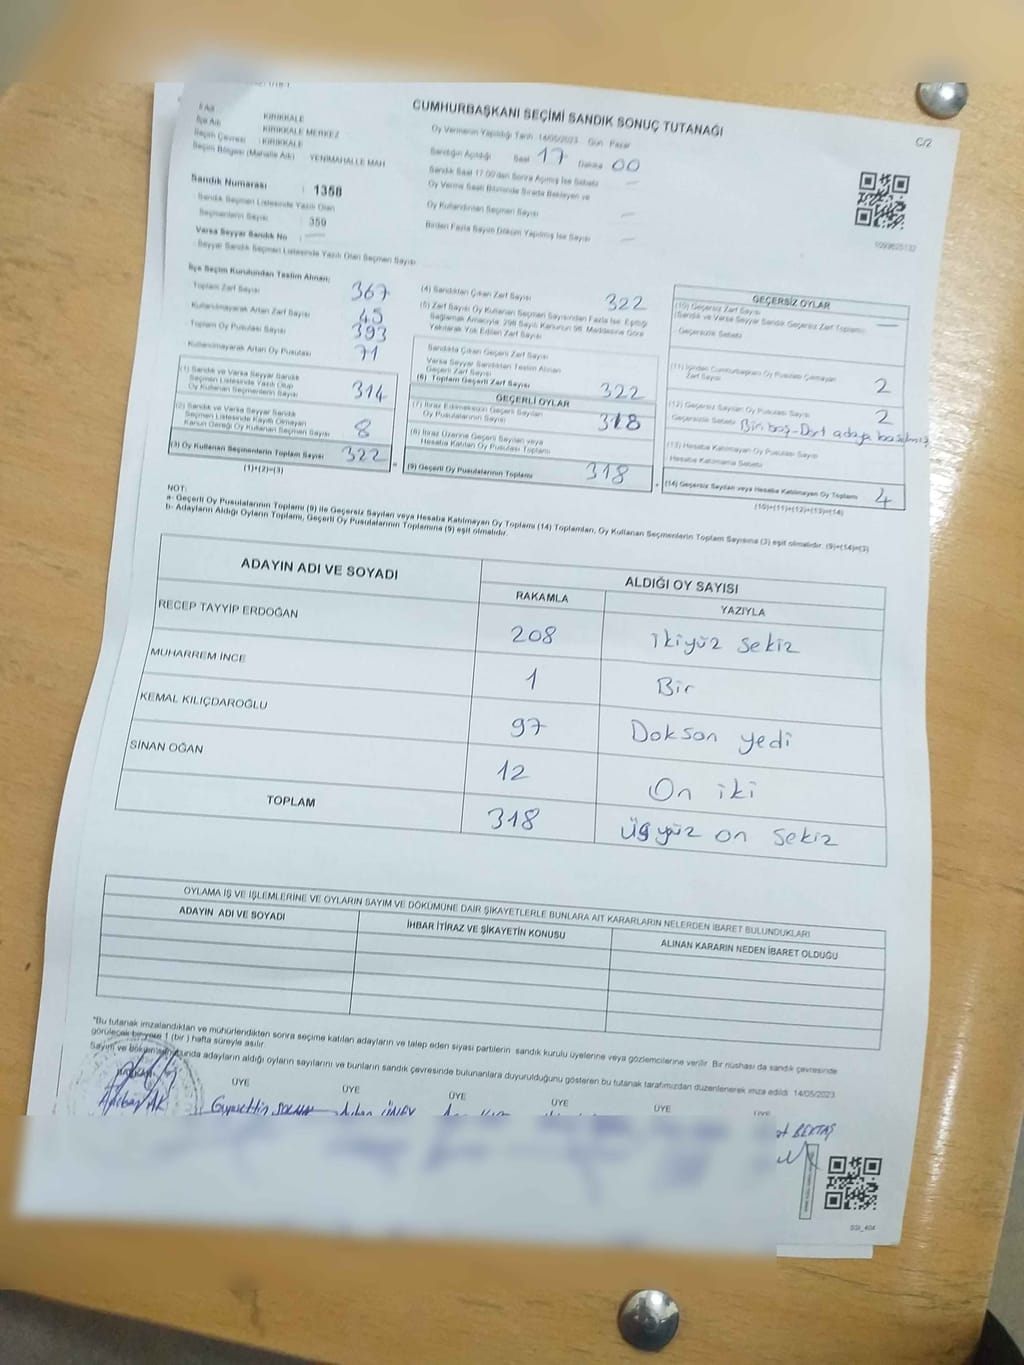 CUMHURBAŞKANI SEÇİMİ SANDIK SONUÇ TUTANAĞI
C/2
İlçe Adı
KIRIKKALE
KIRIKKALE MERKEZ
Seçim Çevresi : KIRIKKALE
Seçim Bölgesi (Mahalle Adı) YENİMAHALLE MAH
Sandık Numarası : 1358
Sandık Seçmen Listesinde Yazılı Olan
Seçmenlerin Sayısı : 350
Varsa Seyyar Sandık No : —
Seyyar Sandık Seçmen Listesinde Yazılı Olan Seçmen Sayısı
Oy Vermenin Yapıldığı Tarih : 14/05/2023 Gün : Pazar
Sandığın Açıldığı Saat 17 Dakika 00
Sandık Saat 17:00'dan Sonra Açılmış İse Sebebi —
Oy Verme Saati Bitiminde Sırada Bekleyen ve
Oy Kullandırılan Seçmen Sayısı —
Birden Fazla Sayım Döküm Yapılmış İse Sayısı —
1099625132
İlçe Seçim Kurulundan Teslim Alınan;
Toplam Zarf Sayısı 367
Kullanılmayarak Artan Zarf Sayısı 45
Toplam Oy Pusulası Sayısı 393
Kullanılmayarak Artan Oy Pusulası 71
(1) Sandık ve Varsa Seyyar Sandık
Seçmen Listesinde Yazılı Olup
Oy Kullanan Seçmenlerin Sayısı 314
(2) Sandık ve Varsa Seyyar Sandık
Seçmen Listesinde Kayıtlı Olmayan
Kanun Gereği Oy Kullanan Seçmen Sayısı 8
(3) Oy Kullanan Seçmenlerin Toplam Sayısı 322
(1)+(2)=(3)
(4) Sandıktan Çıkan Zarf Sayısı 322
(5) Zarf Sayısı Oy Kullanan Seçmen Sayısından Fazla İse Eşitliği
Sağlamak Amacıyla 298 Sayılı Kanunun 98. Maddesine Göre
Yakılarak Yok Edilen Zarf Sayısı
Sandıkta Çıkan Geçerli Zarf Sayısı
Varsa Seyyar Sandıktan Teslim Alınan
Geçerli Zarf Sayısı
(6) Toplam Geçerli Zarf Sayısı 322
GEÇERLİ OYLAR
(7) İtiraz Edilmeksizin Geçerli Sayılan
Oy Pusulalarının Sayısı 318
(8) İtiraz Üzerine Geçerli Sayılan veya
Hesaba Katılan Oy Pusulası Toplamı
(9) Geçerli Oy Pusulalarının Toplamı 318
GEÇERSİZ OYLAR
(10) Geçersiz Zarf Sayısı
(Sandık ve Varsa Seyyar Sandık Geçersiz Zarf Toplamı) —
Geçersizlik Sebebi
(11) İçinden Cumhurbaşkanı Oy Pusulası Çıkmayan
Zarf Sayısı 2
(12) Geçersiz Sayılan Oy Pusulası Sayısı 2
Geçersizlik Sebebi Biri boş - Dört adaya basılmış
(13) Hesaba Katılmayan Oy Pusulası Sayısı
Hesaba Katılmama Sebebi
(14) Geçersiz Sayılan veya Hesaba Katılmayan Oy Toplamı 4
(10)+(11)+(12)+(13)=(14)
NOT:
a- Geçerli Oy Pusulalarının Toplamı (9) ile Geçersiz Sayılan veya Hesaba Katılmayan Oy Toplamı (14) Toplamları, Oy Kullanan Seçmenlerin Toplam Sayısına (3) eşit olmalıdır. (9)+(14)=(3)
b- Adayların Aldığı Oyların Toplamı, Geçerli Oy Pusulalarının Toplamına (9) eşit olmalıdır.
ADAYIN ADI VE SOYADI
ALDIĞI OY SAYISI
RAKAMLA YAZIYLA
RECEP TAYYİP ERDOĞAN 208 ikiyüz sekiz
MUHARREM İNCE 1 Bir
KEMAL KILIÇDAROĞLU 97 Doksan yedi
SİNAN OĞAN 12 On iki
TOPLAM 318 üçyüz on sekiz
OYLAMA İŞ VE İŞLEMLERİNE VE OYLARIN SAYIM VE DÖKÜMÜNE DAİR ŞİKAYETLERLE BUNLARA AİT KARARLARIN NELERDEN İBARET BULUNDUKLARI
ADAYIN ADI VE SOYADI İHBAR İTİRAZ VE ŞİKAYETİN KONUSU ALINAN KARARIN NEDEN İBARET OLDUĞU
"Bu tutanak imzalandıktan ve mühürlendikten sonra seçime katılan adayların ve talep eden siyasi partilerin sandık kurulu üyelerine veya gözlemcilerine verilir. Bir nüshası da sandık çevresinde
görülecek bir yere 1 (bir) hafta süreyle asılır.
Sayım ve döküm sonunda adayların aldığı oyların sayılarını ve bunların sandık çevresinde bulunanlara duyurulduğunu gösteren bu tutanak tarafımızdan düzenlenerek imza edildi. 14/05/2023
BAŞKAN ÜYE ÜYE ÜYE ÜYE ÜYE ÜYE
BEKTAŞ